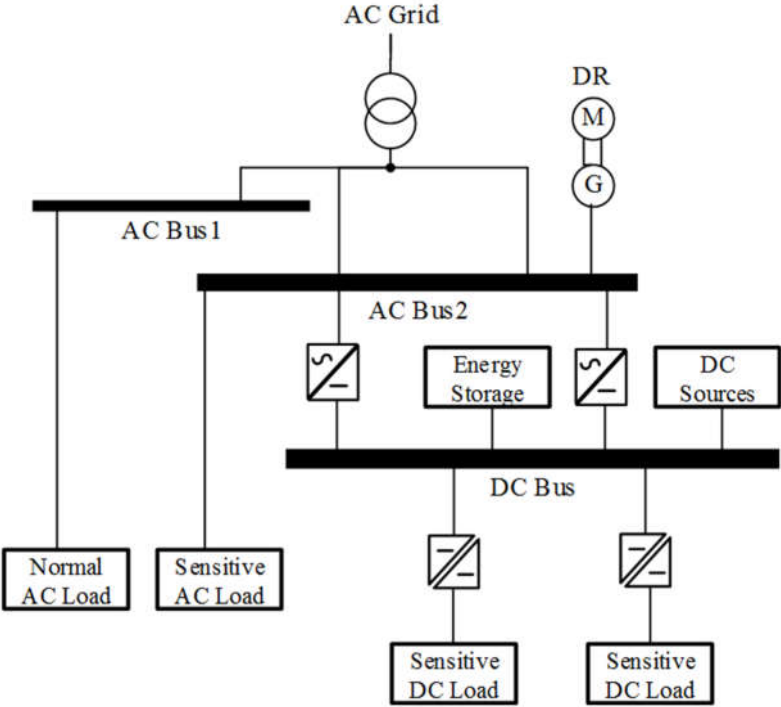 AC Grid
DR
M
G
AC Bus1
AC Bus2
Energy
Storage
DC
Sources
DC Bus
Normal
AC Load
Sensitive
AC Load
Sensitive
DC Load
Sensitive
DC Load